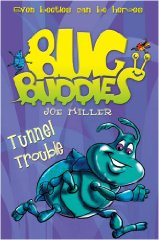 Even beetles can be heroes
BUG
BUDDIES
JOE MILLER
Tunnel
Trouble